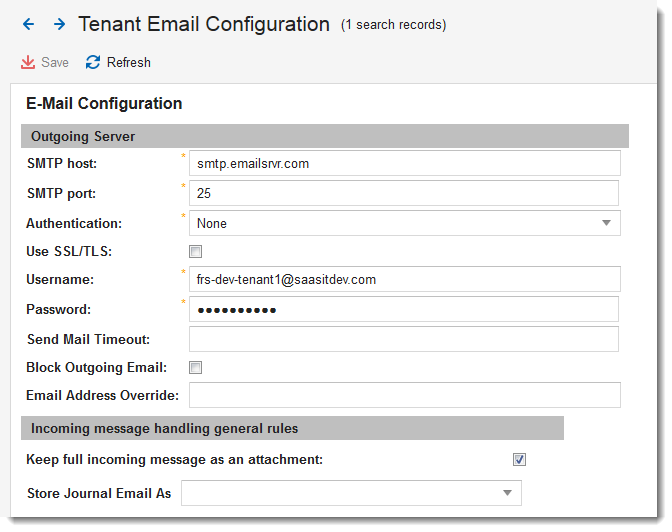 Tenant Email Configuration (1 search records)
Save Refresh
E-Mail Configuration
Outgoing Server
SMTP host: * smtp.emailsrvr.com
SMTP port: * 25
Authentication: * None
Use SSL/TLS:
Username: * frs-dev-tenant1@saasitdev.com
Password: * ●●●●●●●●●●
Send Mail Timeout:
Block Outgoing Email:
Email Address Override:
Incoming message handling general rules
Keep full incoming message as an attachment:
Store Journal Email As